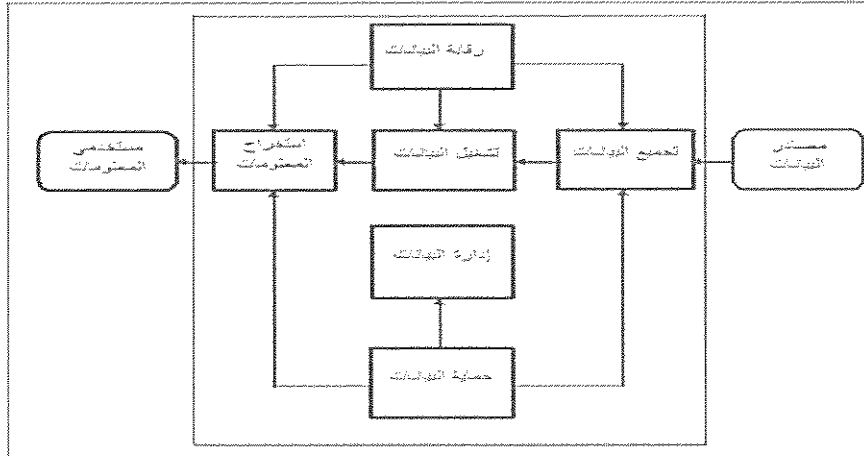 رقابة البيانات
مصادر
البيانات
تجميع البيانات
تشغيل البيانات
استخراج
المعلومات
مستخدمي
المعلومات
إدارة البيانات
حماية البيانات